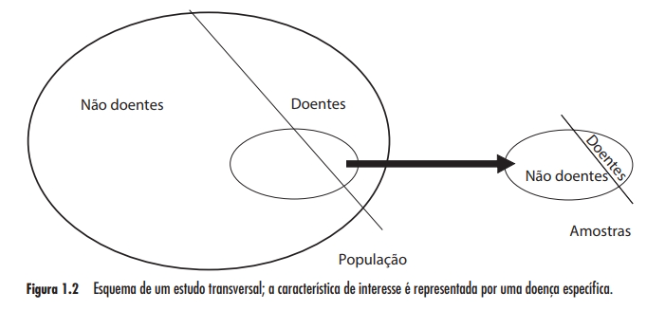 Não doentes
Doentes
Doentes
Não doentes
Amostras
População
Figura 1.2 Esquema de um estudo transversal; a característica de interesse é representada por uma doença específica.